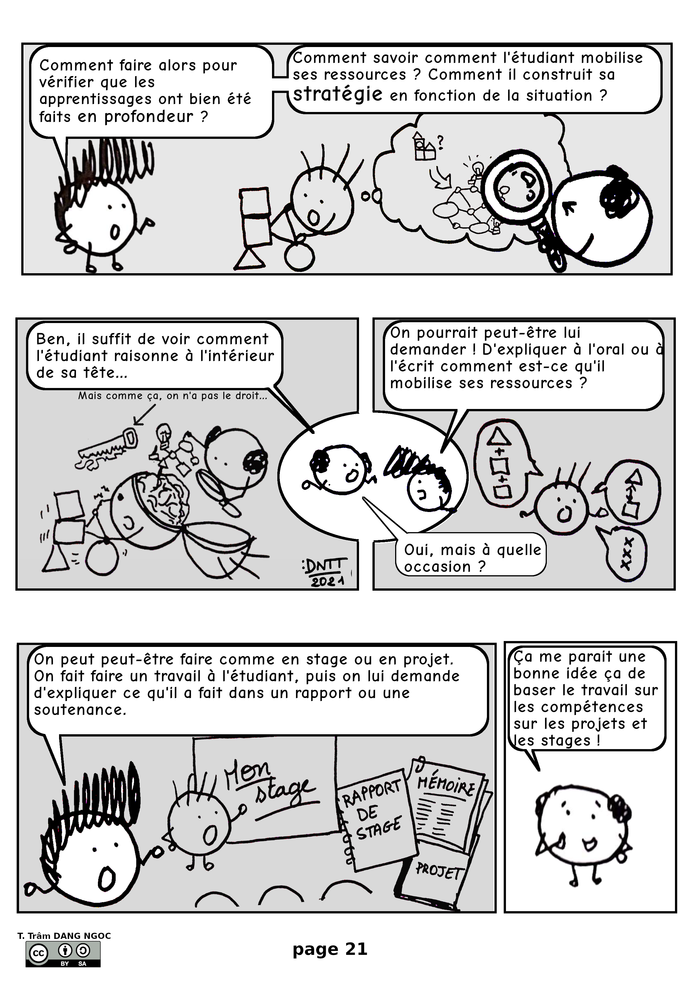 Comment faire alors pour
vérifier que les
apprentissages ont bien été
faits en profondeur ?
Comment savoir comment l'étudiant mobilise
ses ressources ? Comment il construit sa
stratégie en fonction de la situation ?
?
Ben, il suffit de voir comment
l'étudiant raisonne à l'intérieur
de sa tête...
Mais comme ça, on n'a pas le droit...
:DNTT
2021
On pourrait peut-être lui
demander ! D'expliquer à l'oral ou à
l'écrit comment est-ce qu'il
mobilise ses ressources ?
+
+
xxx
Oui, mais à quelle
occasion ?
On peut peut-être faire comme en stage ou en projet.
On fait faire un travail à l'étudiant, puis on lui demande
d'expliquer ce qu'il a fait dans un rapport ou une
soutenance.
Mon
stage
RAPPORT
DE
STAGE
MÉMOIRE
PROJET
Ça me parait une
bonne idée ça de
baser le travail sur
les compétences
sur les projets et
les stages !
T. Trâm DANG NGOC
cc
BY SA
page 21